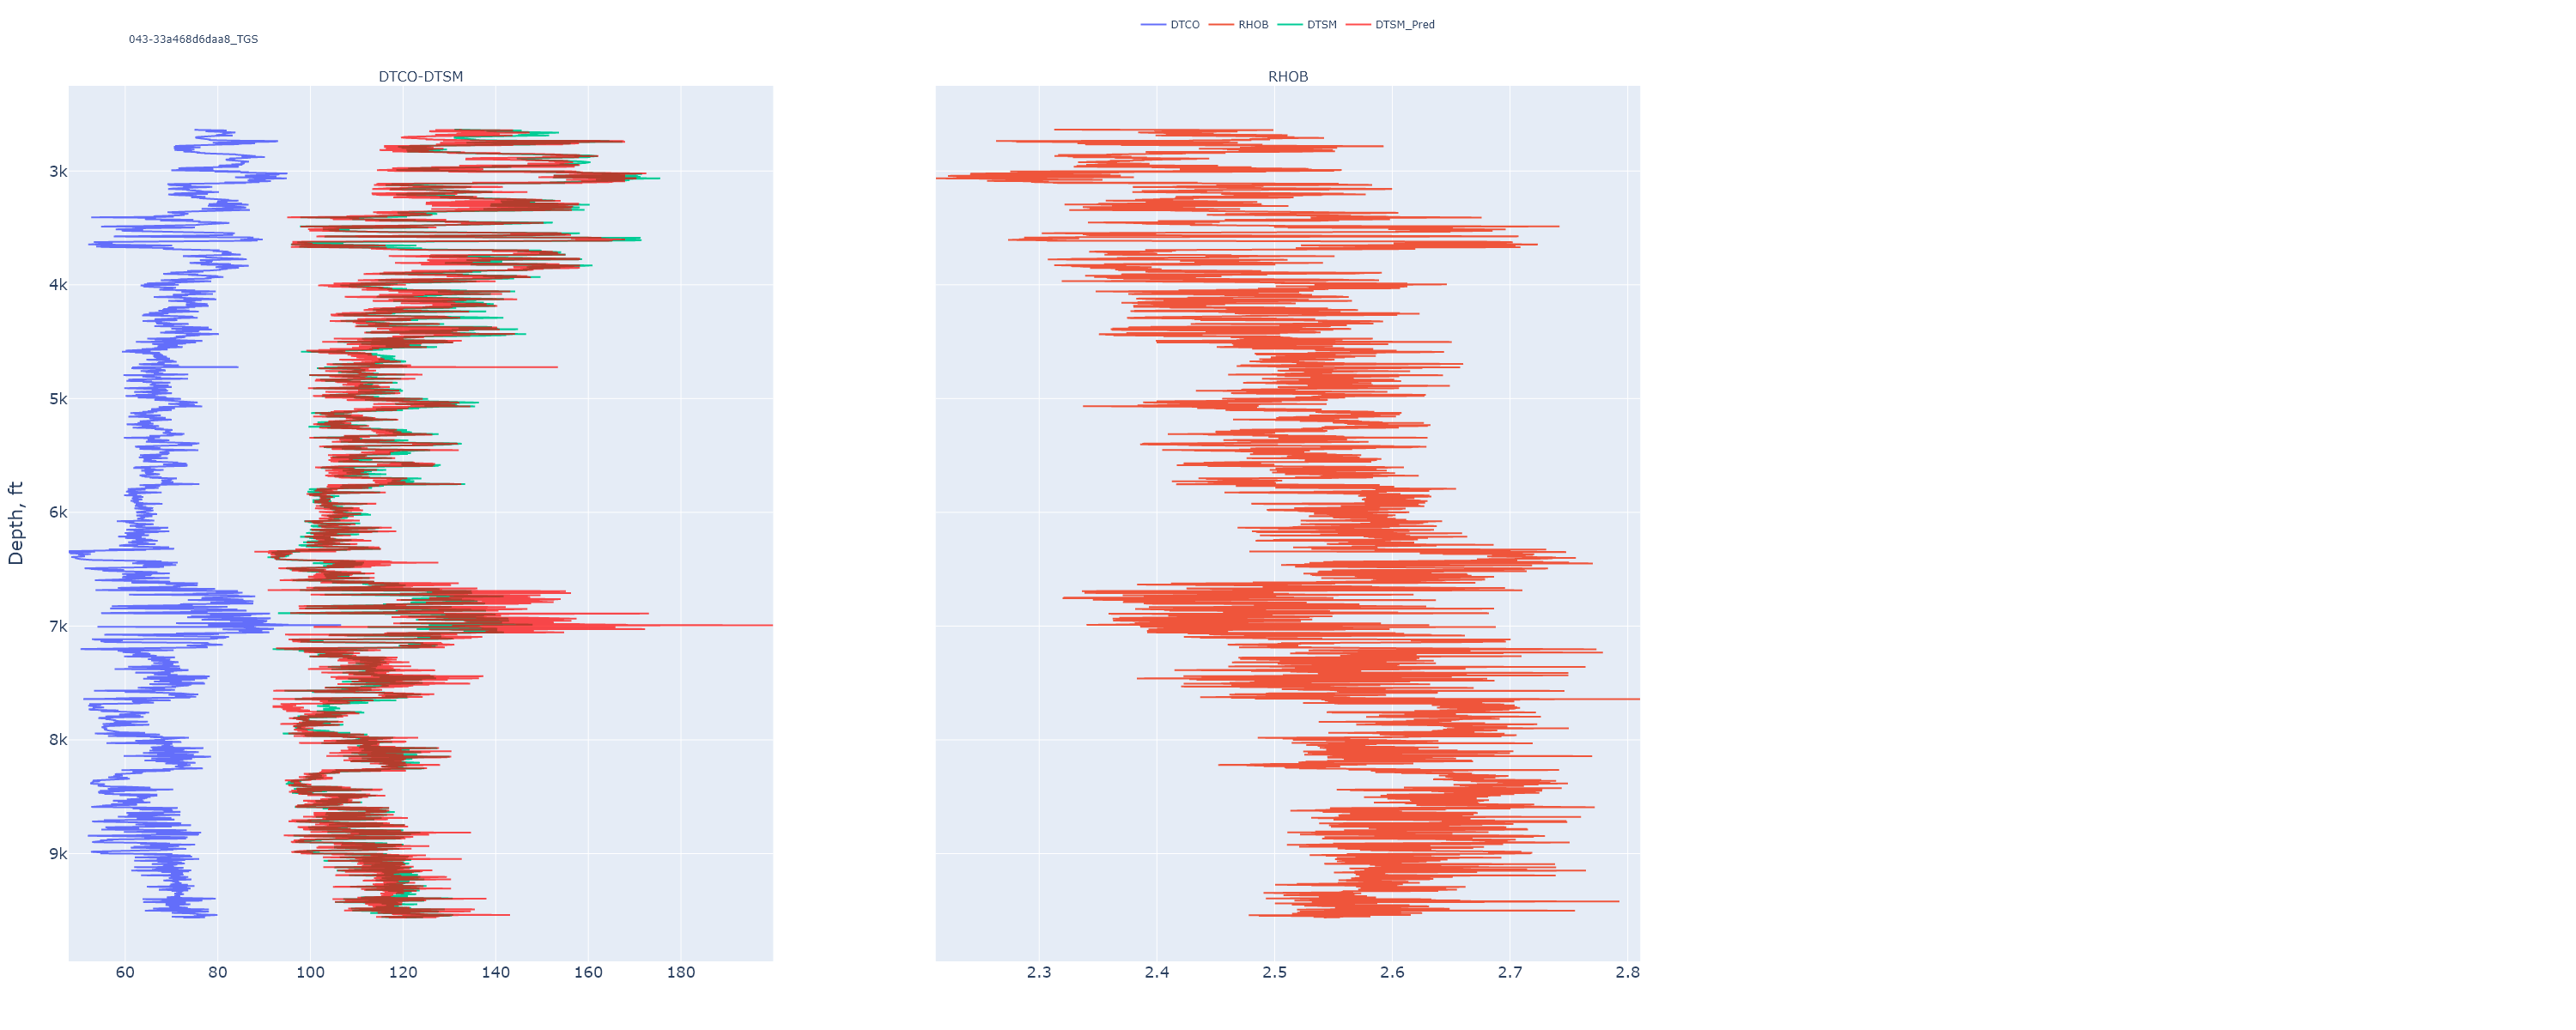 DTCO RHOB DTSM DTSM_Pred
043-33a468d6daa8_TGS
DTCO-DTSM
RHOB
Depth, ft
3k
4k
5k
6k
7k
8k
9k
60 80 100 120 140 160 180
2.3 2.4 2.5 2.6 2.7 2.8